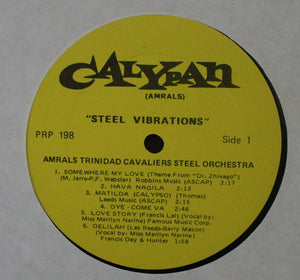 CALYPAN
(AMRALS)
"STEEL VIBRATIONS"
PRP 198
Side 1
AMRALS TRINIDAD CAVALIERS STEEL ORCHESTRA
1. SOMEWHERE MY LOVE (Theme From "Dr. Zhivago")
(M. Jarre-P.F. Webster) Robbins Music (ASCAP) 2:17
2. HAVA NAGILA 2:13
3. MATILDA (CALYPSO) (Thomas)
Leeds Music (ASCAP) 2:15
4. OYE-COME VA 2:24
5. LOVE STORY (Francis Lai) (Vocal by:
Miss Marilyn Narine) Famous Music Corp.
6. DELILAH (Les Reeds-Barry Mason)
(Vocal by: Miss Marilyn Narine)
Francis Day & Hunter 1:58